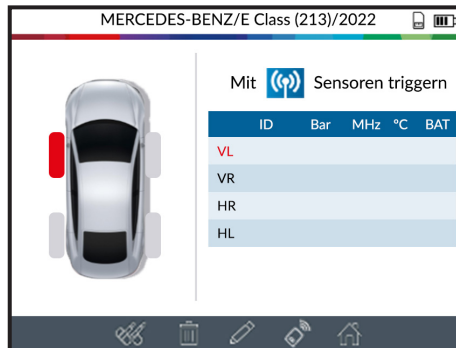 MERCEDES-BENZ/E Class (213)/2022
Mit Sensoren triggern
ID Bar MHz °C BAT
VL
VR
HR
HL